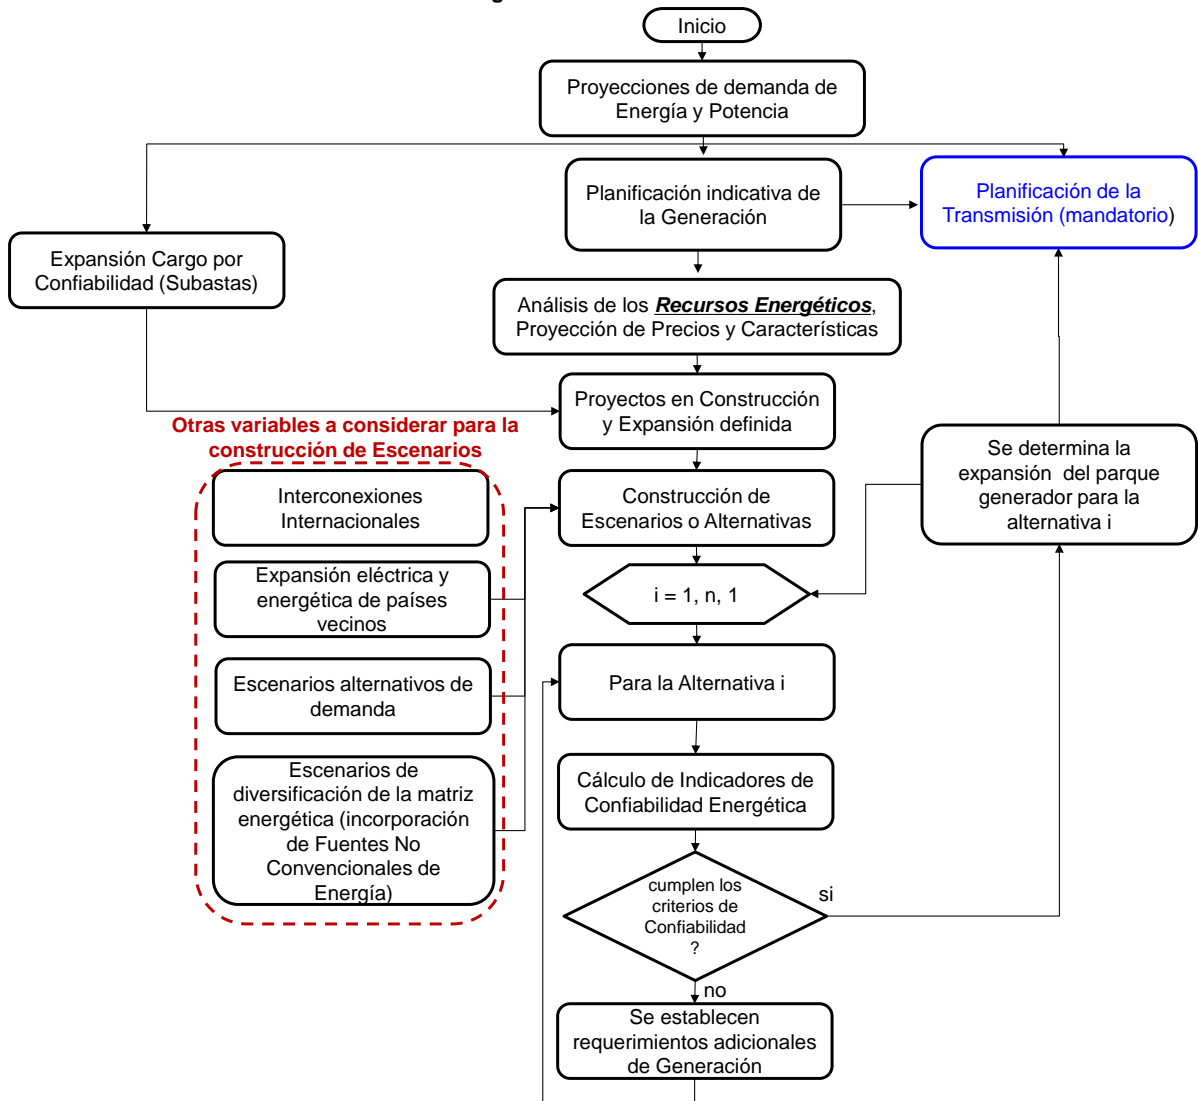 Inicio
Proyecciones de demanda de
Energía y Potencia
Planificación indicativa de
la Generación
Planificación de la
Transmisión (mandatorio)
Expansión Cargo por
Confiabilidad (Subastas)
Análisis de los Recursos Energéticos,
Proyección de Precios y Características
Proyectos en Construcción
y Expansión definida
Otras variables a considerar para la
construcción de Escenarios
Interconexiones
Internacionales
Expansión eléctrica y
energética de países
vecinos
Escenarios alternativos de
demanda
Escenarios de
diversificación de la matriz
energética (incorporación
de Fuentes No
Convencionales de
Energía)
Construcción de
Escenarios o Alternativas
Se determina la
expansión del parque
generador para la
alternativa i
i = 1, n, 1
Para la Alternativa i
Cálculo de Indicadores de
Confiabilidad Energética
cumplen los
criterios de
Confiabilidad
?
si
no
Se establecen
requerimientos adicionales
de Generación